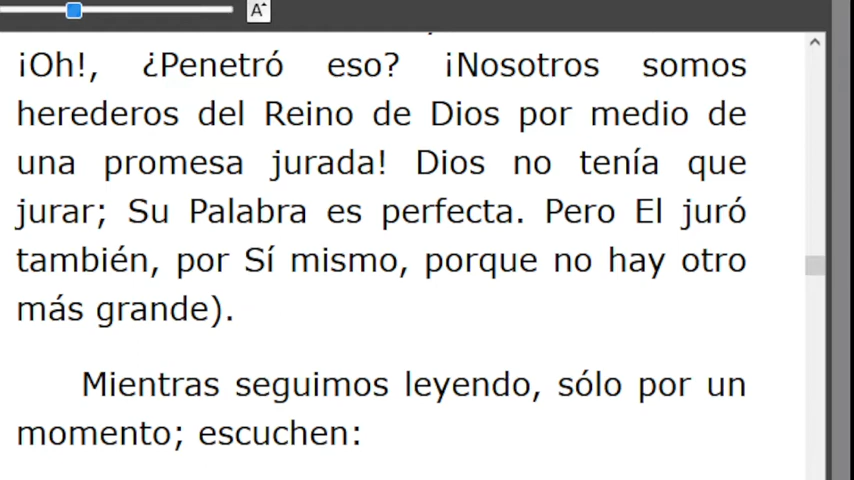 A
¡Oh!, ¿Penetró eso? ¡Nosotros somos
herederos del Reino de Dios por medio de
una promesa jurada! Dios no tenía que
jurar; Su Palabra es perfecta. Pero El juró
también, por Sí mismo, porque no hay otro
más grande).
Mientras seguimos leyendo, sólo por un
momento; escuchen: